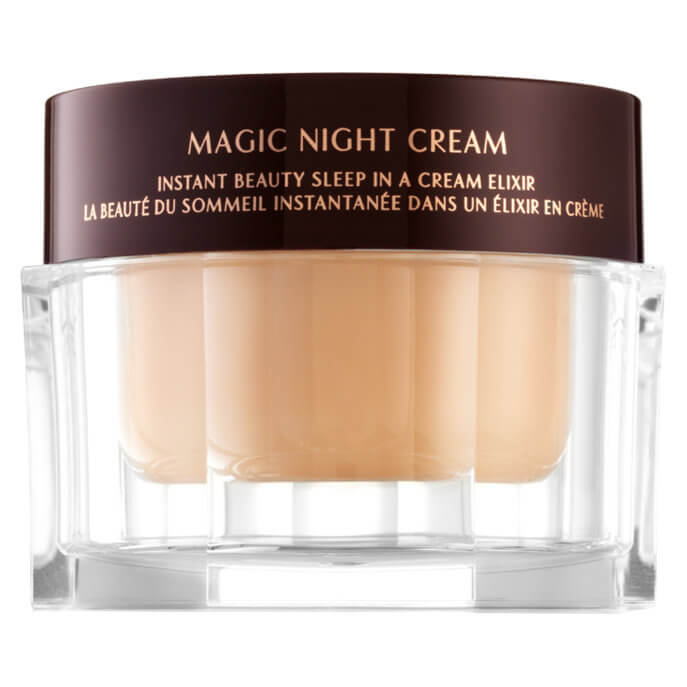 MAGIC NIGHT CREAM
INSTANT BEAUTY SLEEP IN A CREAM ELIXIR
LA BEAUTÉ DU SOMMEIL INSTANTANÉE DANS UN ÉLIXIR EN CRÈME